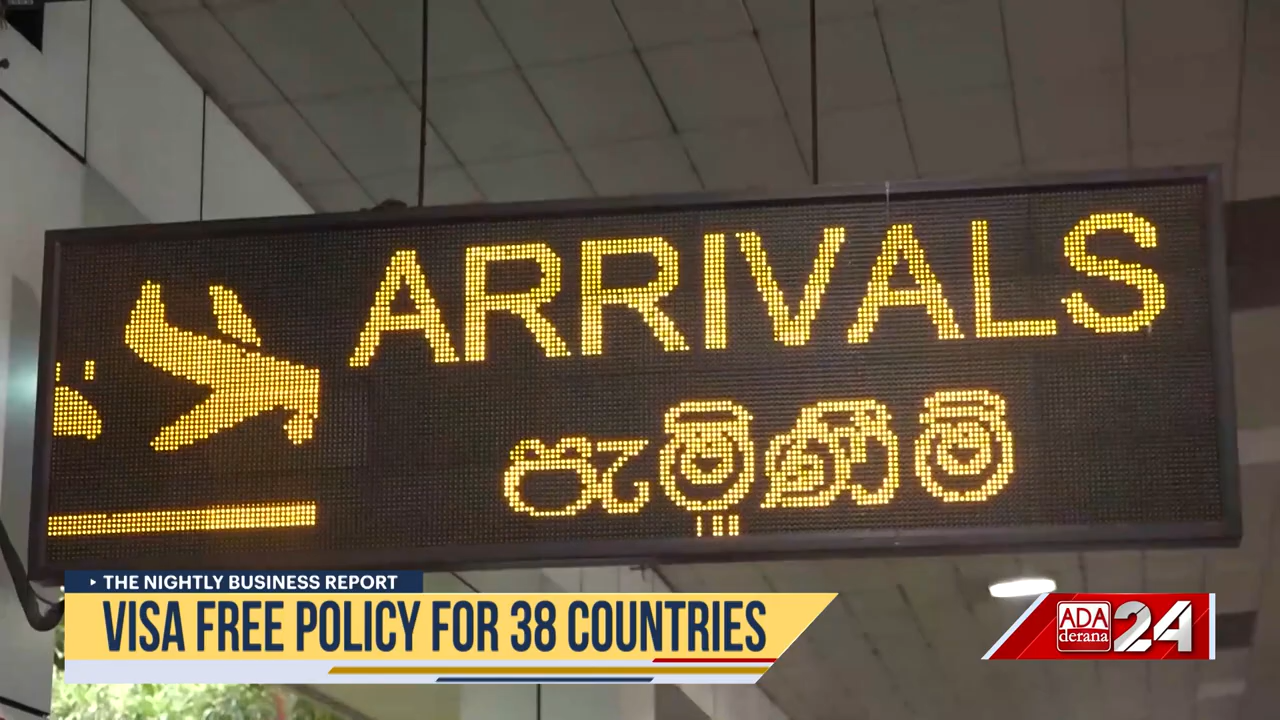 ARRIVALS
පැමිණීම්
THE NIGHTLY BUSINESS REPORT
VISA FREE POLICY FOR 38 COUNTRIES
ADA
derana
24